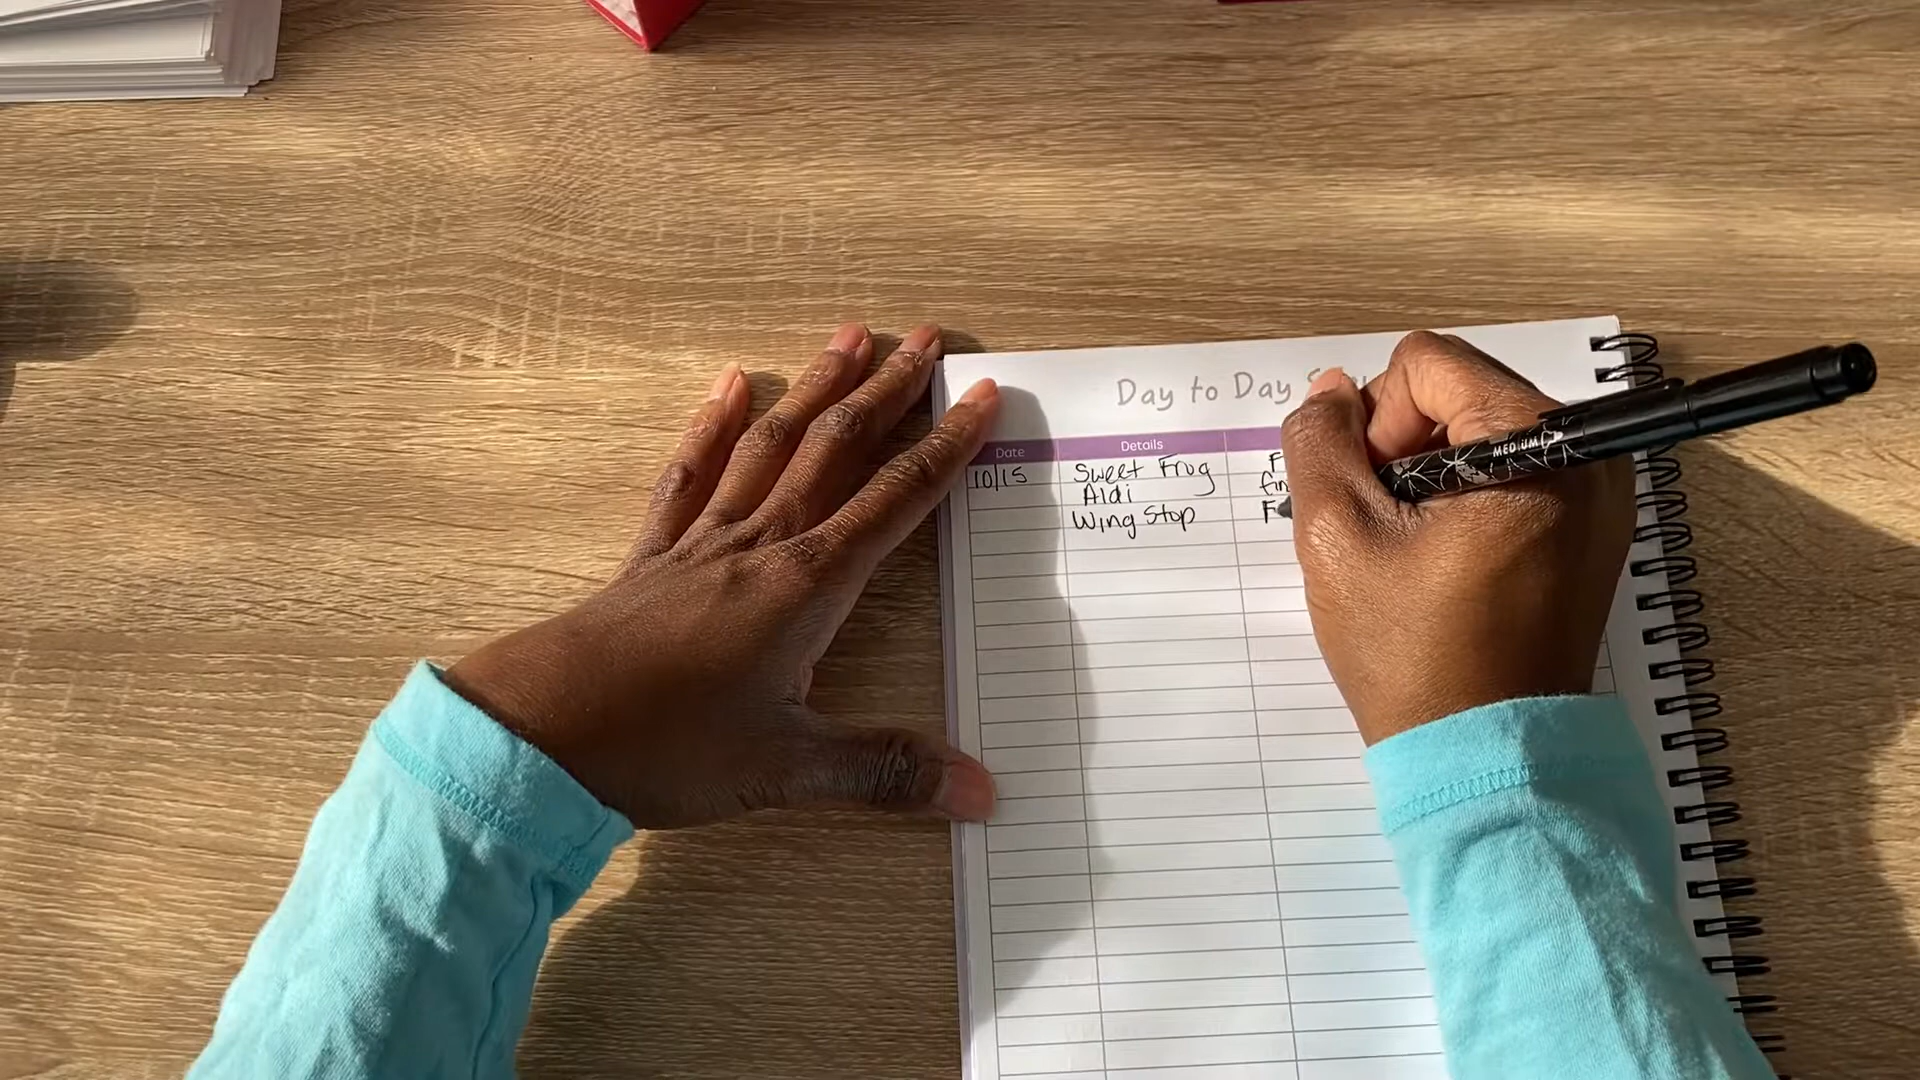 Day to Day
Date Details
10/15 Sweet Frog
Aldi
Wing Stop
MEDIUM